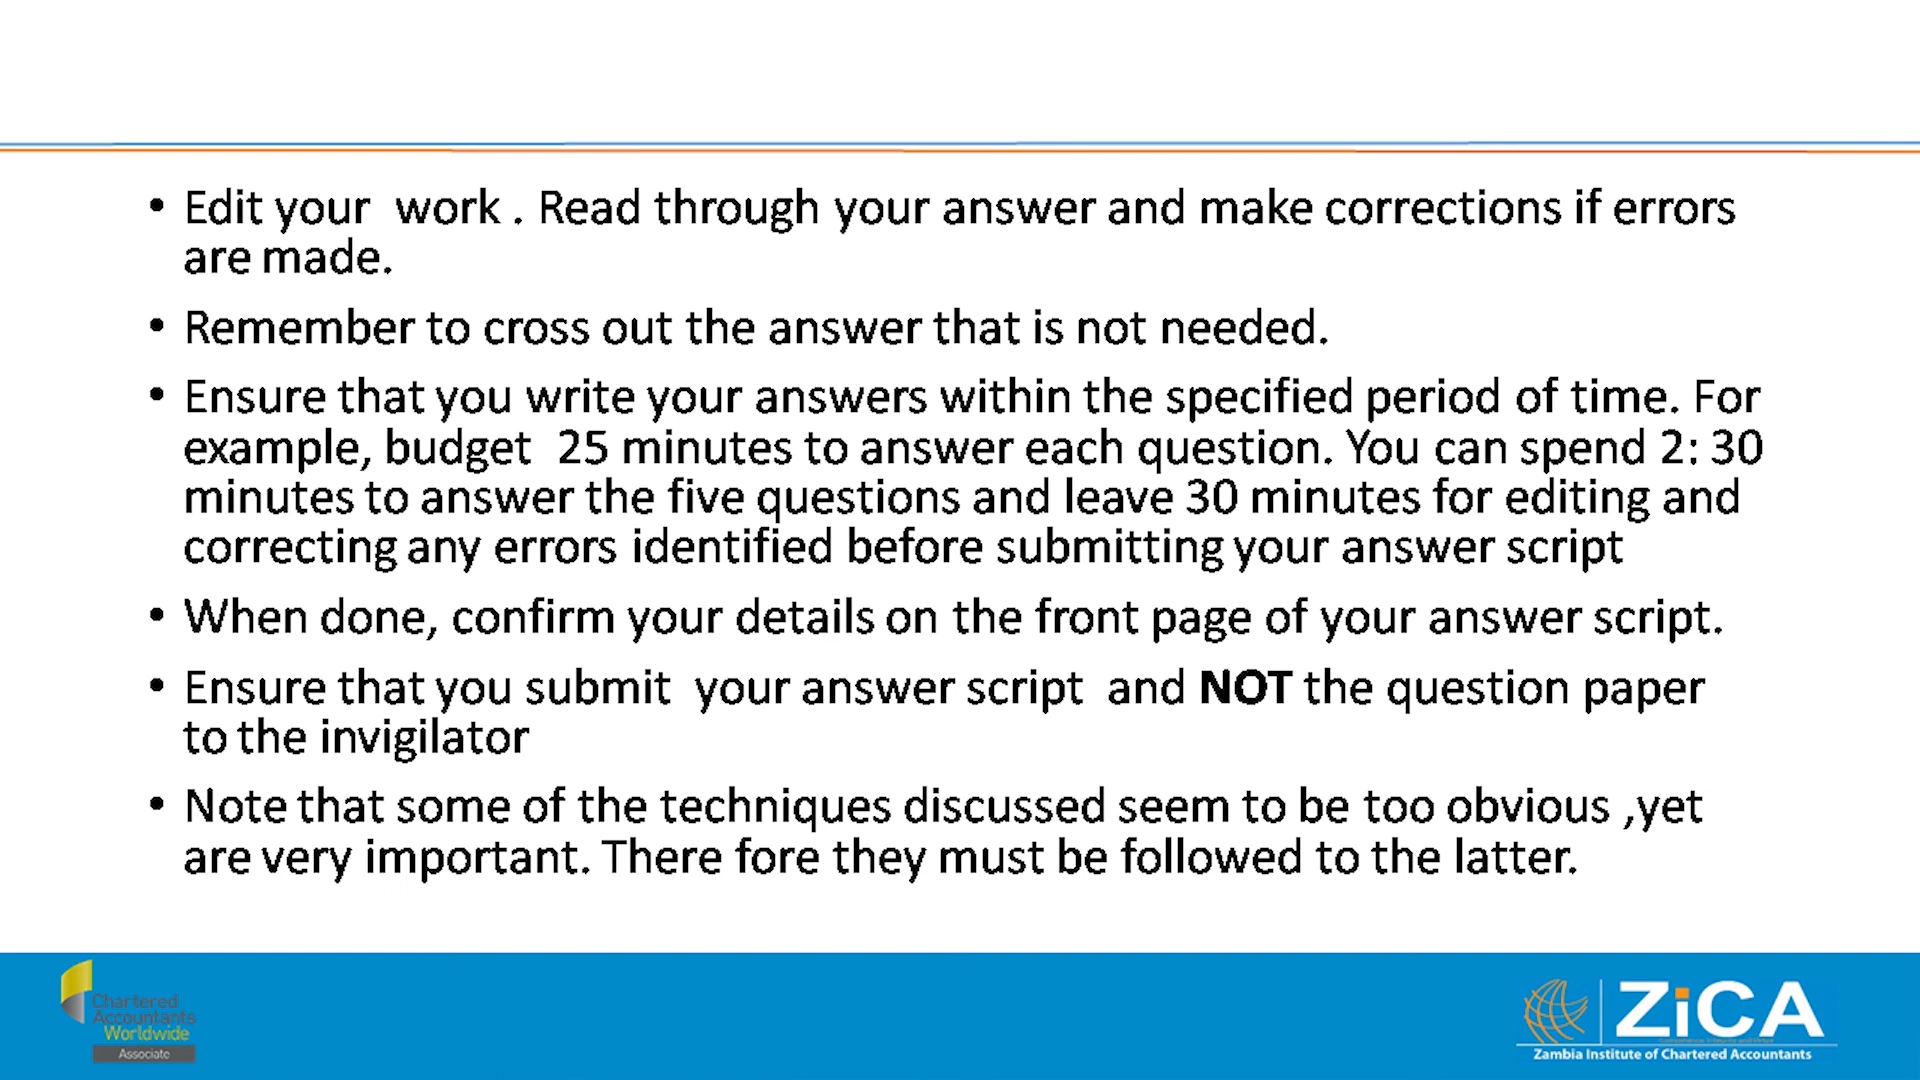 • Edit your work . Read through your answer and make corrections if errors
are made.
• Remember to cross out the answer that is not needed.
• Ensure that you write your answers within the specified period of time. For
example, budget 25 minutes to answer each question. You can spend 2: 30
minutes to answer the five questions and leave 30 minutes for editing and
correcting any errors identified before submitting your answer script
• When done, confirm your details on the front page of your answer script.
• Ensure that you submit your answer script and NOT the question paper
to the invigilator
• Note that some of the techniques discussed seem to be too obvious ,yet
are very important. There fore they must be followed to the latter.
Chartered
Accountants
Worldwide
Associate
ZiCA
Zambia Institute of Chartered Accountants